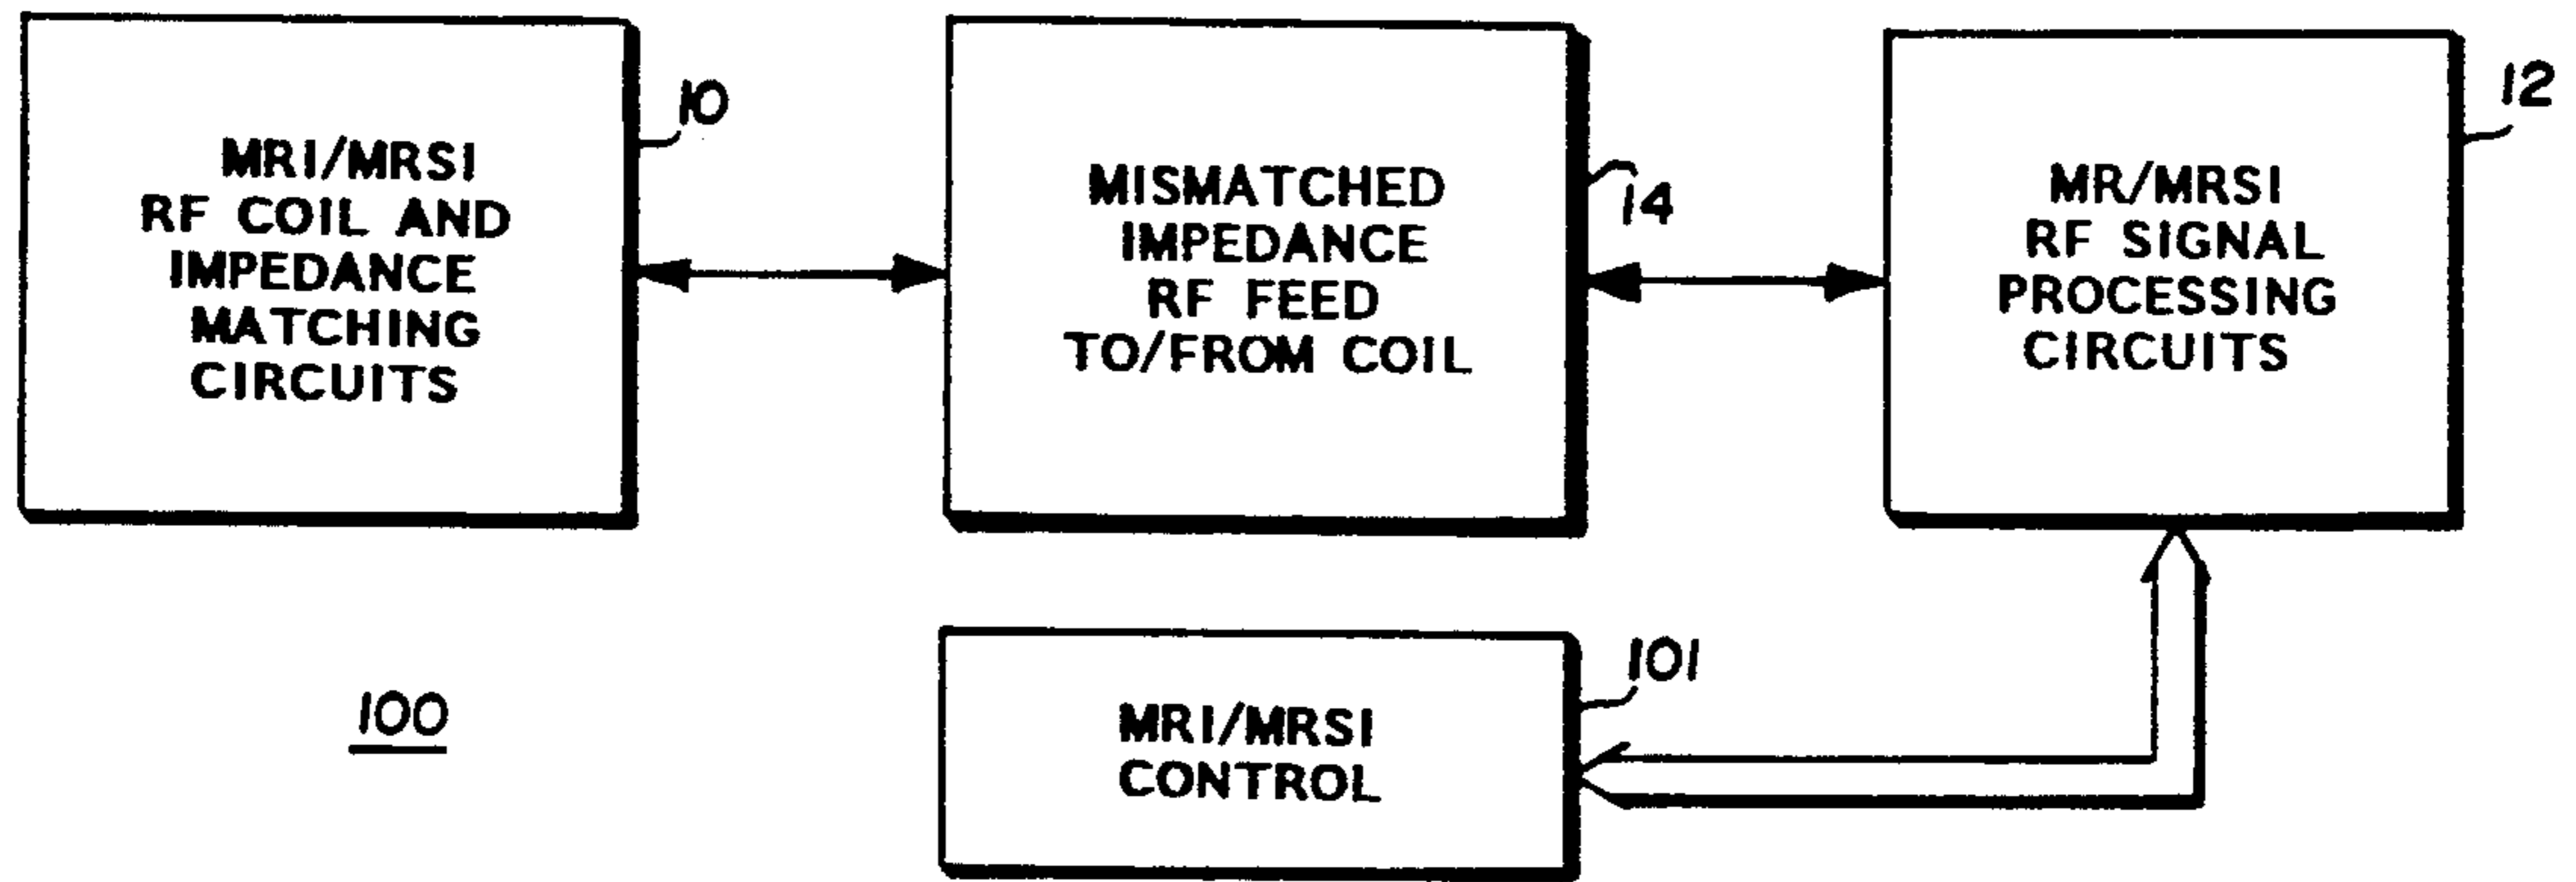 MRI/MRSI
RF COIL AND
IMPEDANCE
MATCHING
CIRCUITS
10
MISMATCHED
IMPEDANCE
RF FEED
TO/FROM COIL
14
MR/MRSI
RF SIGNAL
PROCESSING
CIRCUITS
12
100
MRI/MRSI
CONTROL
101